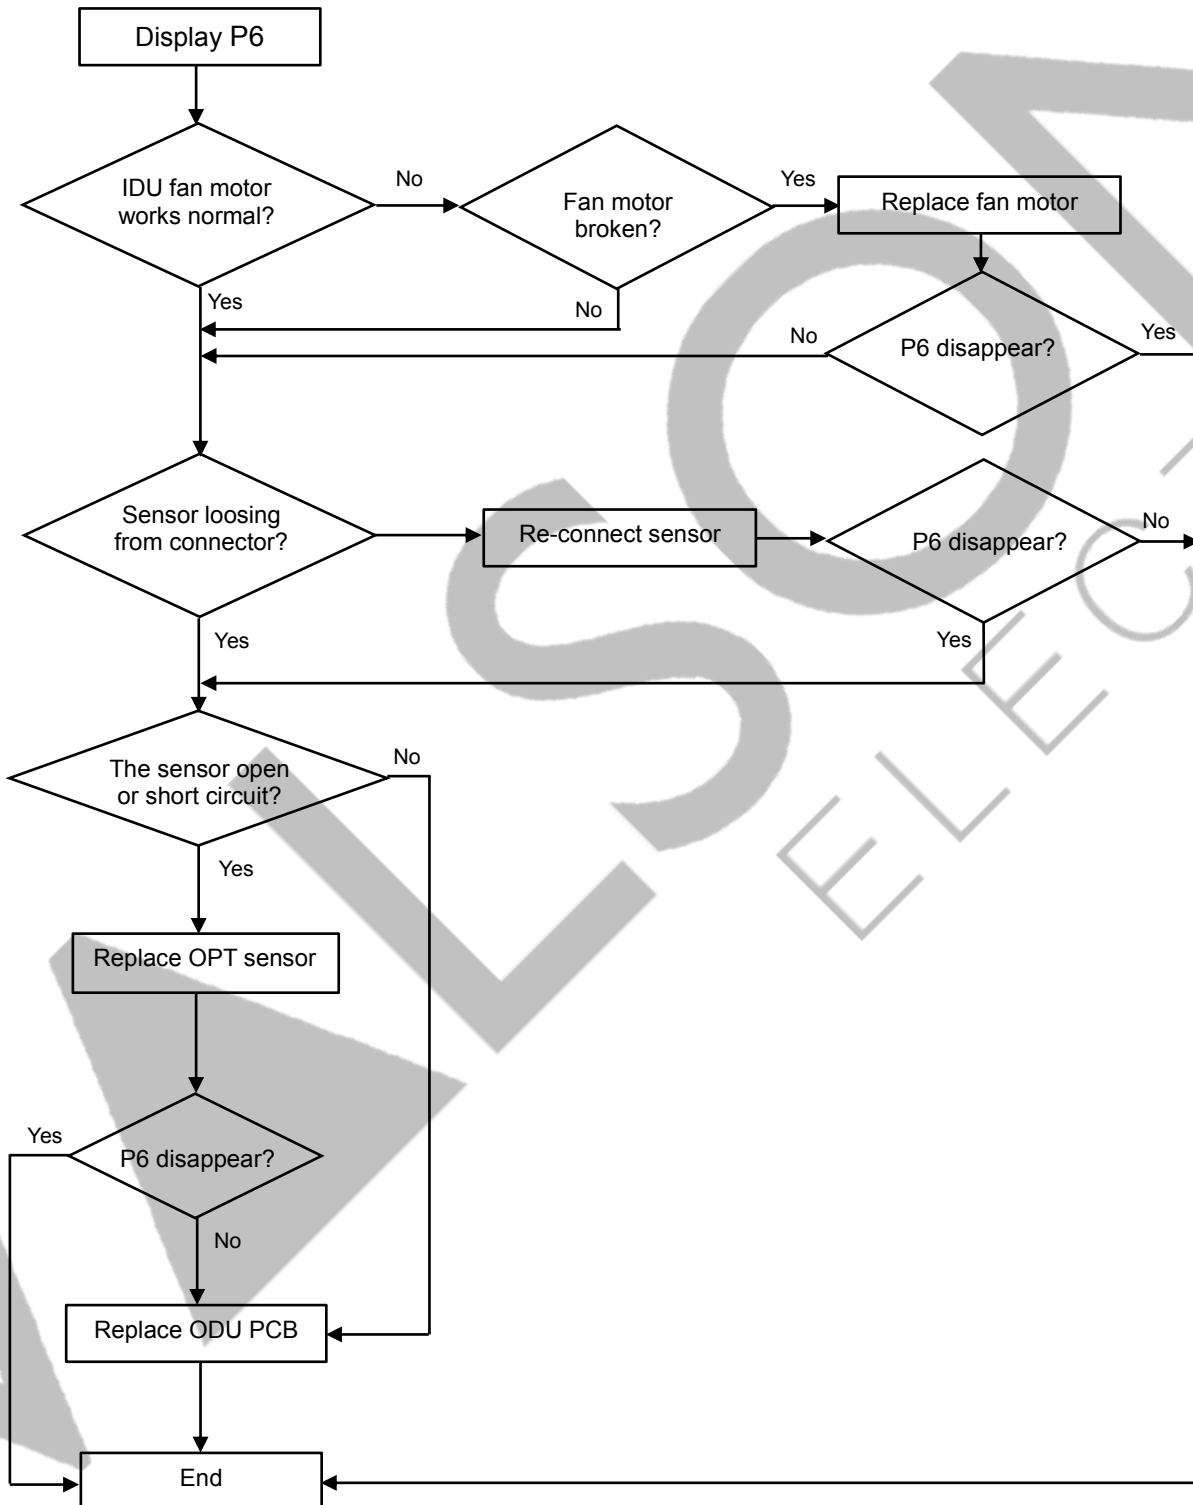 Display P6
IDU fan motor
works normal?
No
Fan motor
broken?
Yes
Replace fan motor
Yes
No
No
P6 disappear?
Yes
Sensor loosing
from connector?
Re-connect sensor
P6 disappear?
No
Yes
Yes
The sensor open
or short circuit?
No
Yes
Replace OPT sensor
Yes
P6 disappear?
No
Replace ODU PCB
End